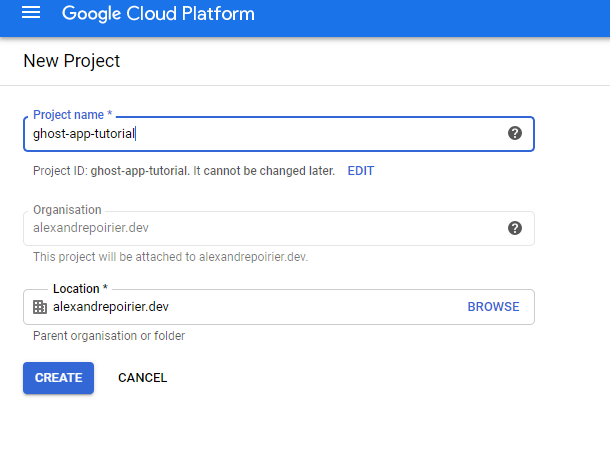 Google Cloud Platform
New Project
Project name *
ghost-app-tutorial
Project ID: ghost-app-tutorial. It cannot be changed later. EDIT
Organisation
alexandrepoirier.dev
This project will be attached to alexandrepoirier.dev.
Location *
alexandrepoirier.dev BROWSE
Parent organisation or folder
CREATE CANCEL